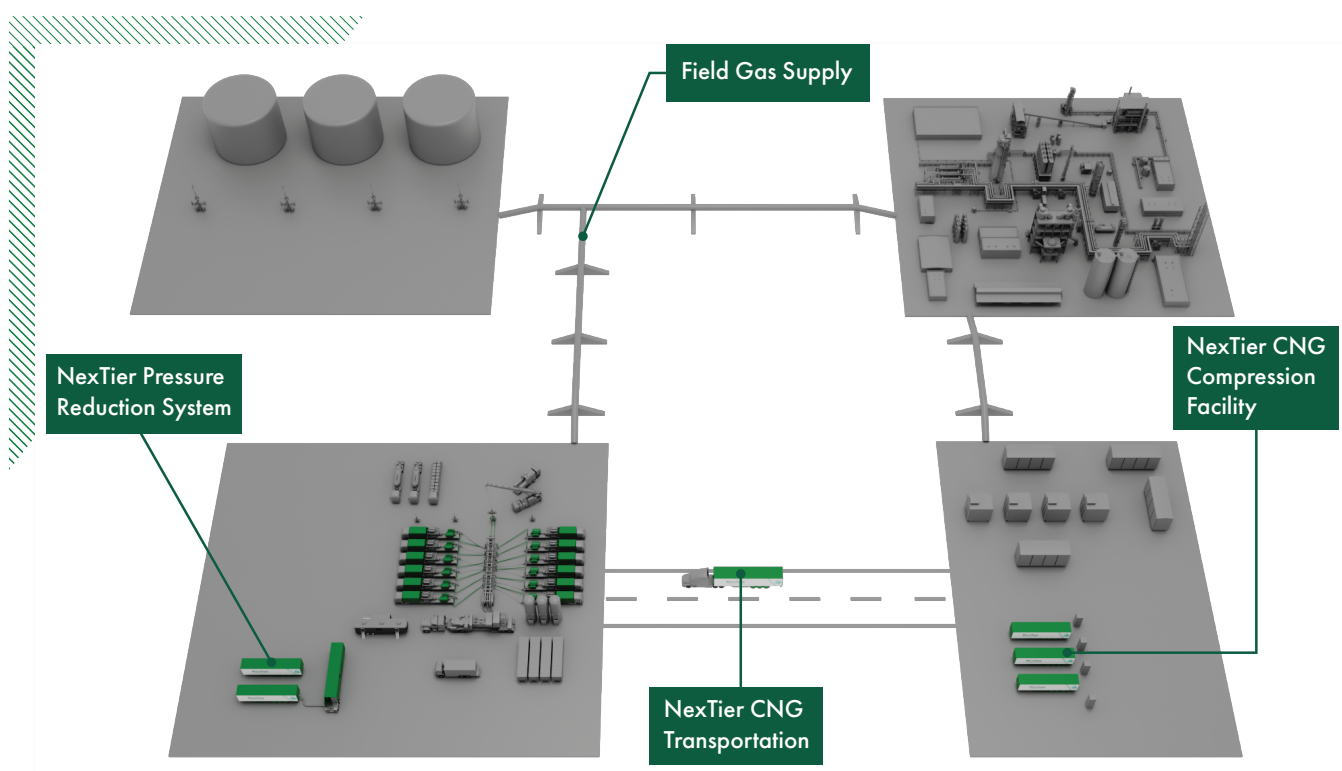 Field Gas Supply
NexTier CNG
Compression
Facility
NexTier Pressure
Reduction System
NexTier CNG
Transportation